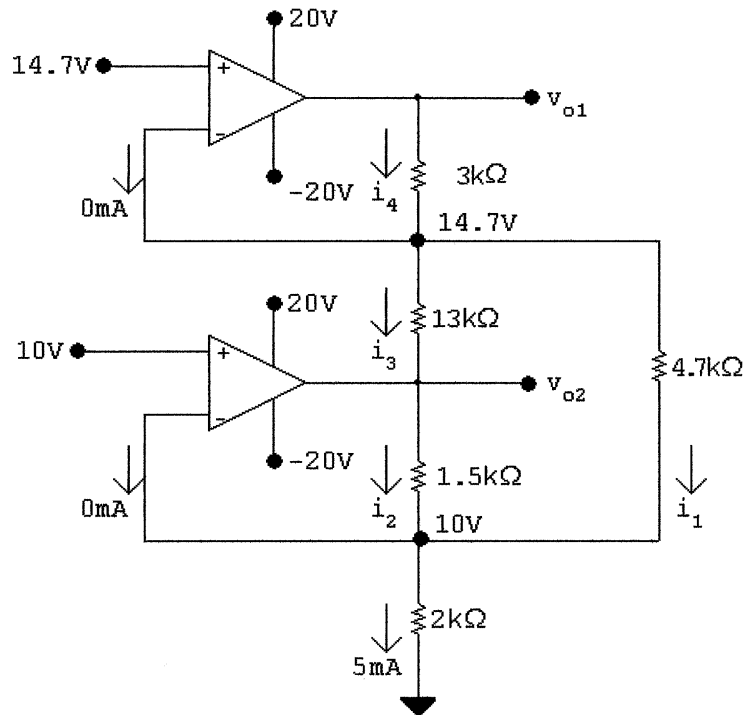 20V
14.7V
+
v_o1
-
-20V
3kΩ
0mA
i_4
14.7V
20V
13kΩ
10V
+
i_3
4.7kΩ
v_o2
-
-20V
1.5kΩ
0mA
i_2
10V
i_1
2kΩ
5mA